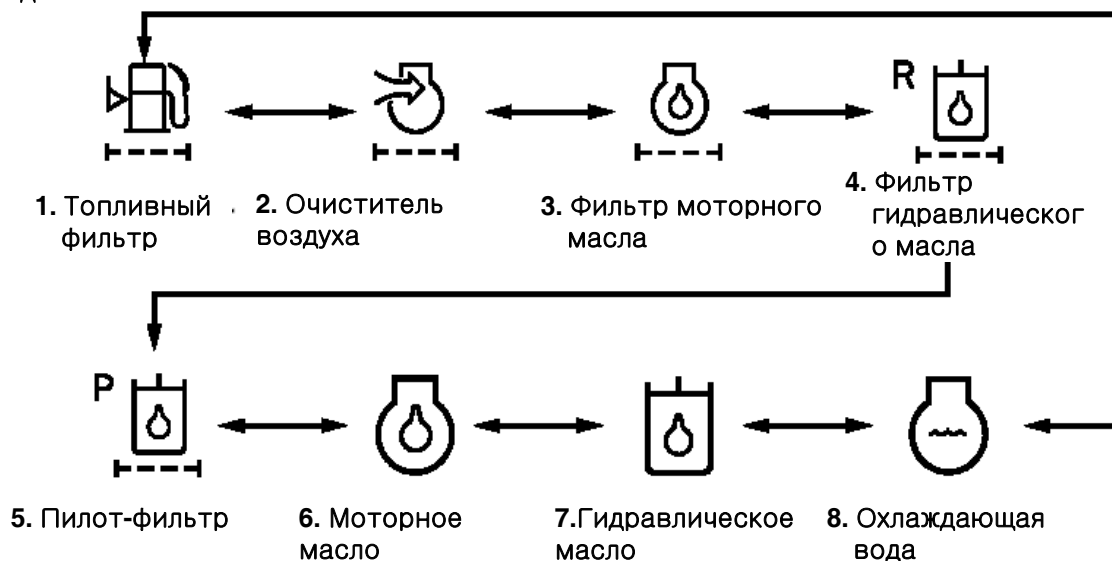 R
1. Топливный
фильтр
2. Очиститель
воздуха
3. Фильтр моторного
масла
4. Фильтр
гидравлическог
о масла
P
5. Пилот-фильтр
6. Моторное
масло
7.Гидравлическое
масло
8. Охлаждающая
вода